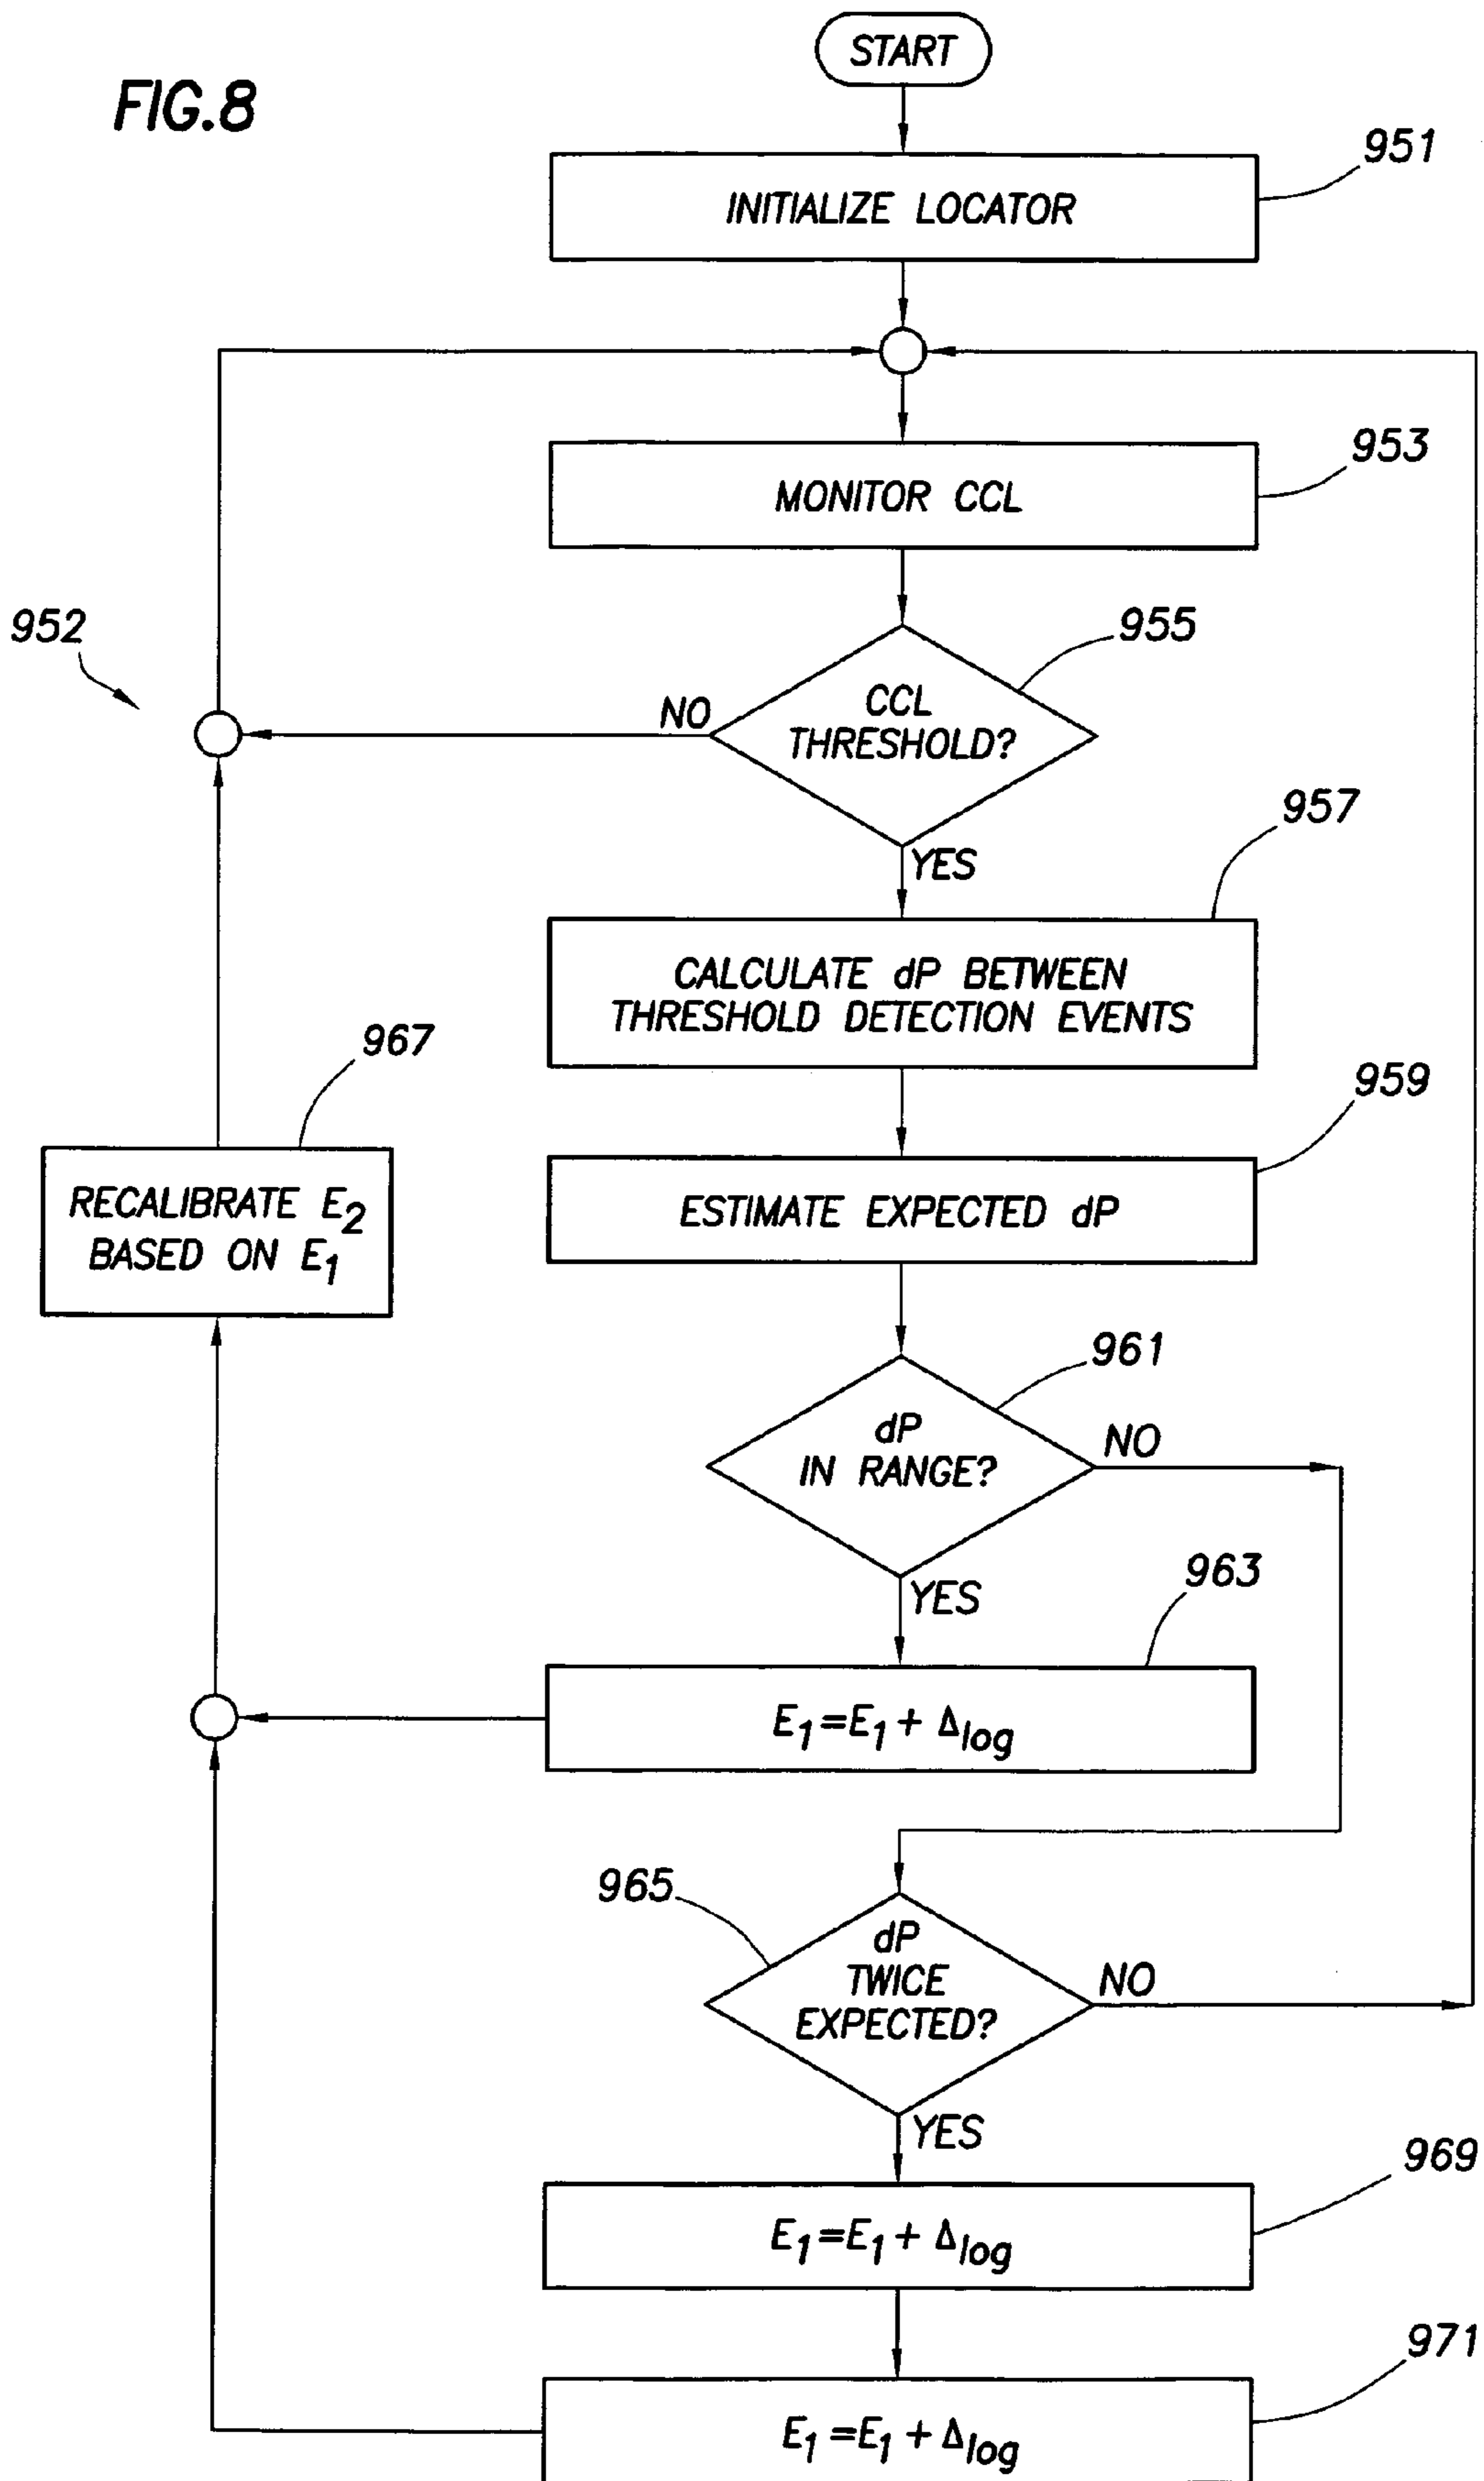 START
FIG.8
951
INITIALIZE LOCATOR
953
MONITOR CCL
952
955
CCL
THRESHOLD?
NO
YES
957
CALCULATE dP BETWEEN
THRESHOLD DETECTION EVENTS
967
959
RECALIBRATE E2
BASED ON E1
ESTIMATE EXPECTED dP
961
dP
IN RANGE?
NO
YES
963
E1=E1+ Δlog
965
dP
TWICE
EXPECTED?
NO
YES
969
E1=E1+ Δlog
971
E1=E1+ Δlog